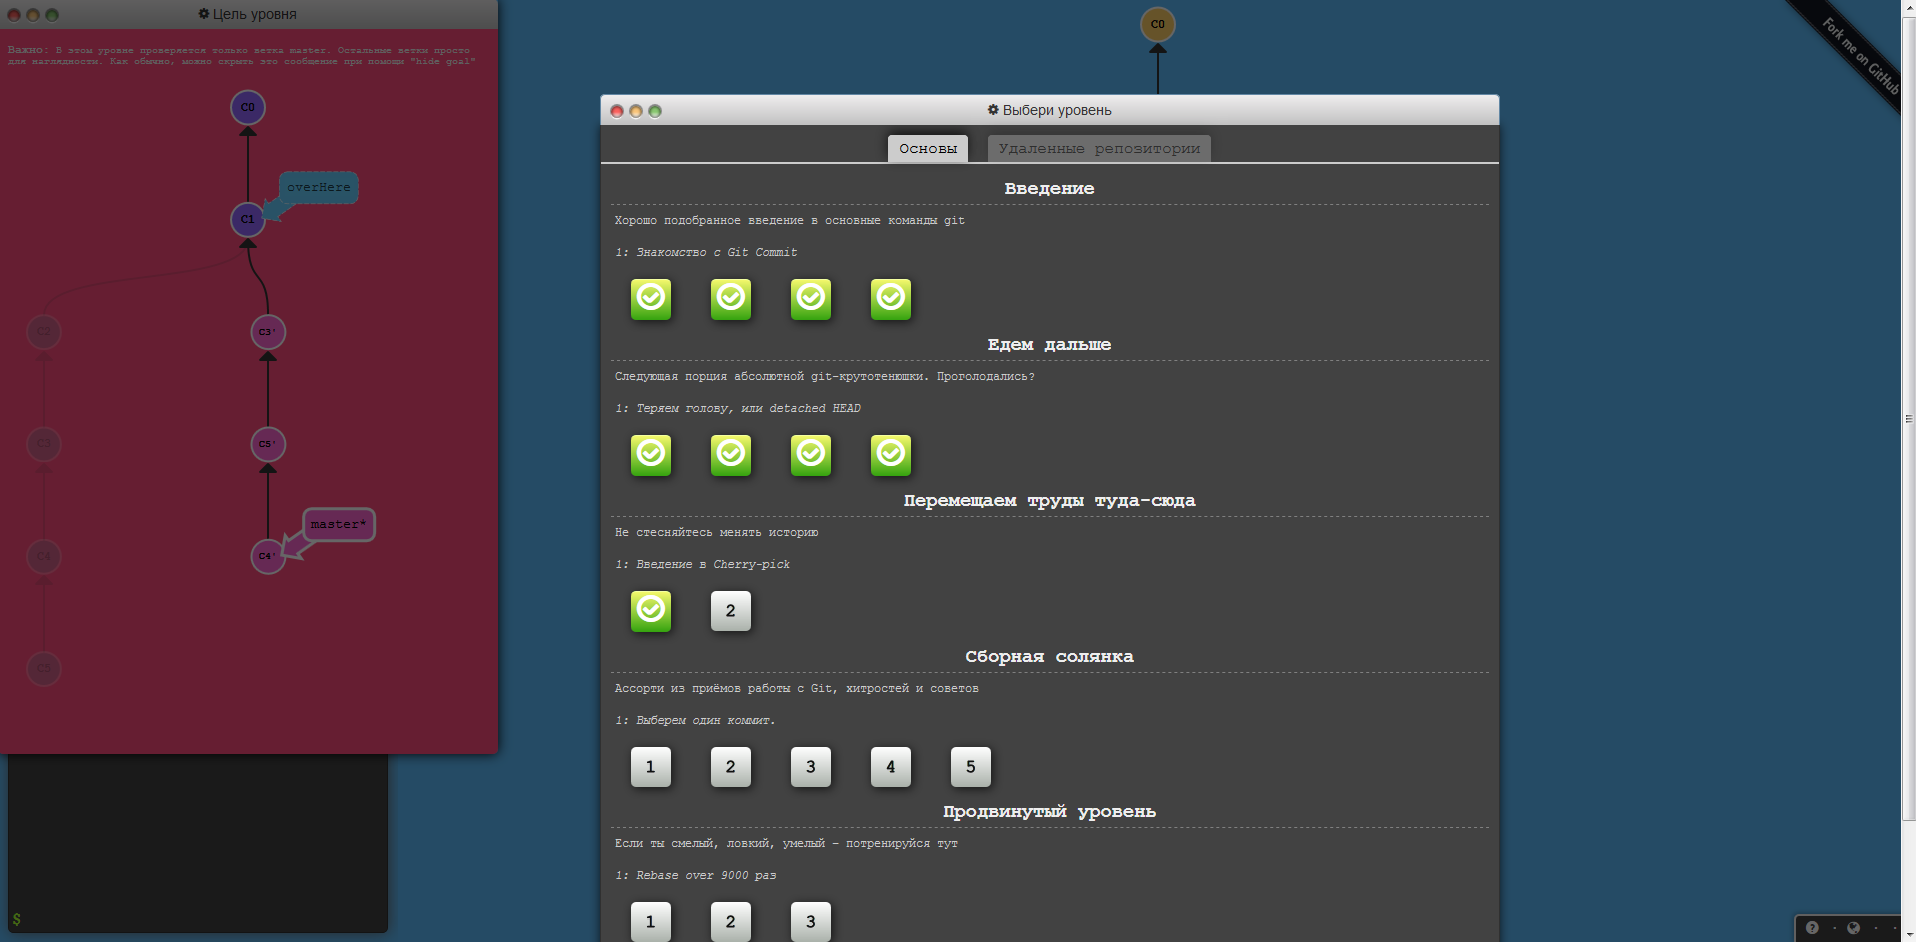 Цель уровня
Важно: В этом уровне проверяется только ветка master. Остальные ветки просто
для наглядности. Как обычно, можно скрыть это сообщение при помощи "hide goal"
C0
overHere
C1
C2
C3'
C3
C5'
master*
C4
C4'
C5
$
C0
Fork me on GitHub
Выбери уровень
Основы
Удаленные репозитории
Введение
Хорошо подобранное введение в основные команды git
1: Знакомство с Git Commit
Едем дальше
Следующая порция абсолютной git-крутотенюшки. Проголодались?
1: Теряем голову, или detached HEAD
Перемещаем труды туда-сюда
Не стесняйтесь менять историю
1: Введение в Cherry-pick
2
Сборная солянка
Ассорти из приёмов работы с Git, хитростей и советов
1: Выберем один коммит.
1 2 3 4 5
Продвинутый уровень
Если ты смелый, ловкий, умелый - потренируйся тут
1: Rebase over 9000 раз
1 2 3